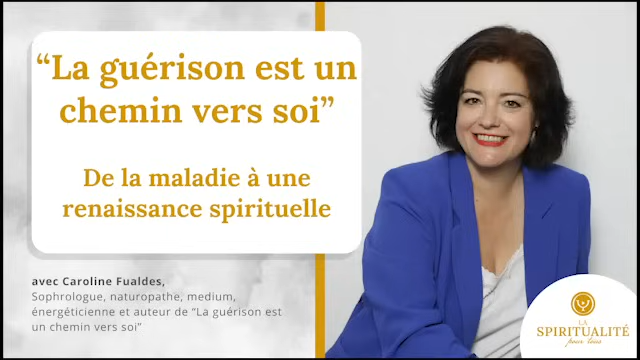 “La guérison est un
chemin vers soi”
De la maladie à une
renaissance spirituelle
avec Caroline Fualdes,
Sophrologue, naturopathe, medium,
énergéticienne et auteur de “La guérison est
un chemin vers soi”
LA
SPIRITUALITÉ
pour tous